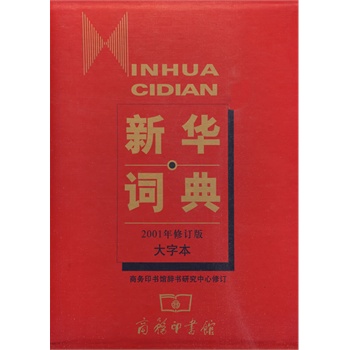 XINHUA
CIDIAN
新华
词典
2001年修订版
大字本
商务印书馆辞书研究中心修订
商务印书馆